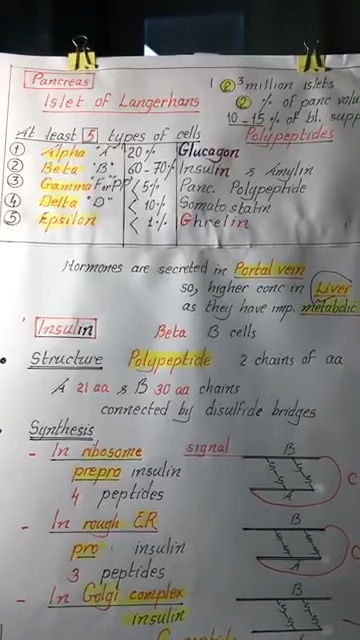 Pancreas
1 ② 3 million islets
Islet of Langerhans
② % of panc volu
10 - 15 % of bl. supp
At least 5 types of cells
Polypeptides
① Alpha "A" 20% Glucagon
② Beta "B" 60-70% Insulin & Amylin
③ Gamma "F or PP" < 5% Panc. Polypeptide
④ Delta "D" < 10% Somatostatin
⑤ Epsilon < 1% Ghrelin
Hormones are secreted in Portal vein
so, higher conc in Liver
as they have imp. metabolic
Insulin Beta B cells
Structure Polypeptide 2 chains of aa
A 21 aa & B 30 aa chains
connected by disulfide bridges
Synthesis
- In ribosome signal B
prepro insulin S S S S C
4 peptides A
- In rough ER B
pro insulin S S S S C
3 peptides A
- In Golgi complex B
insulin S S S S